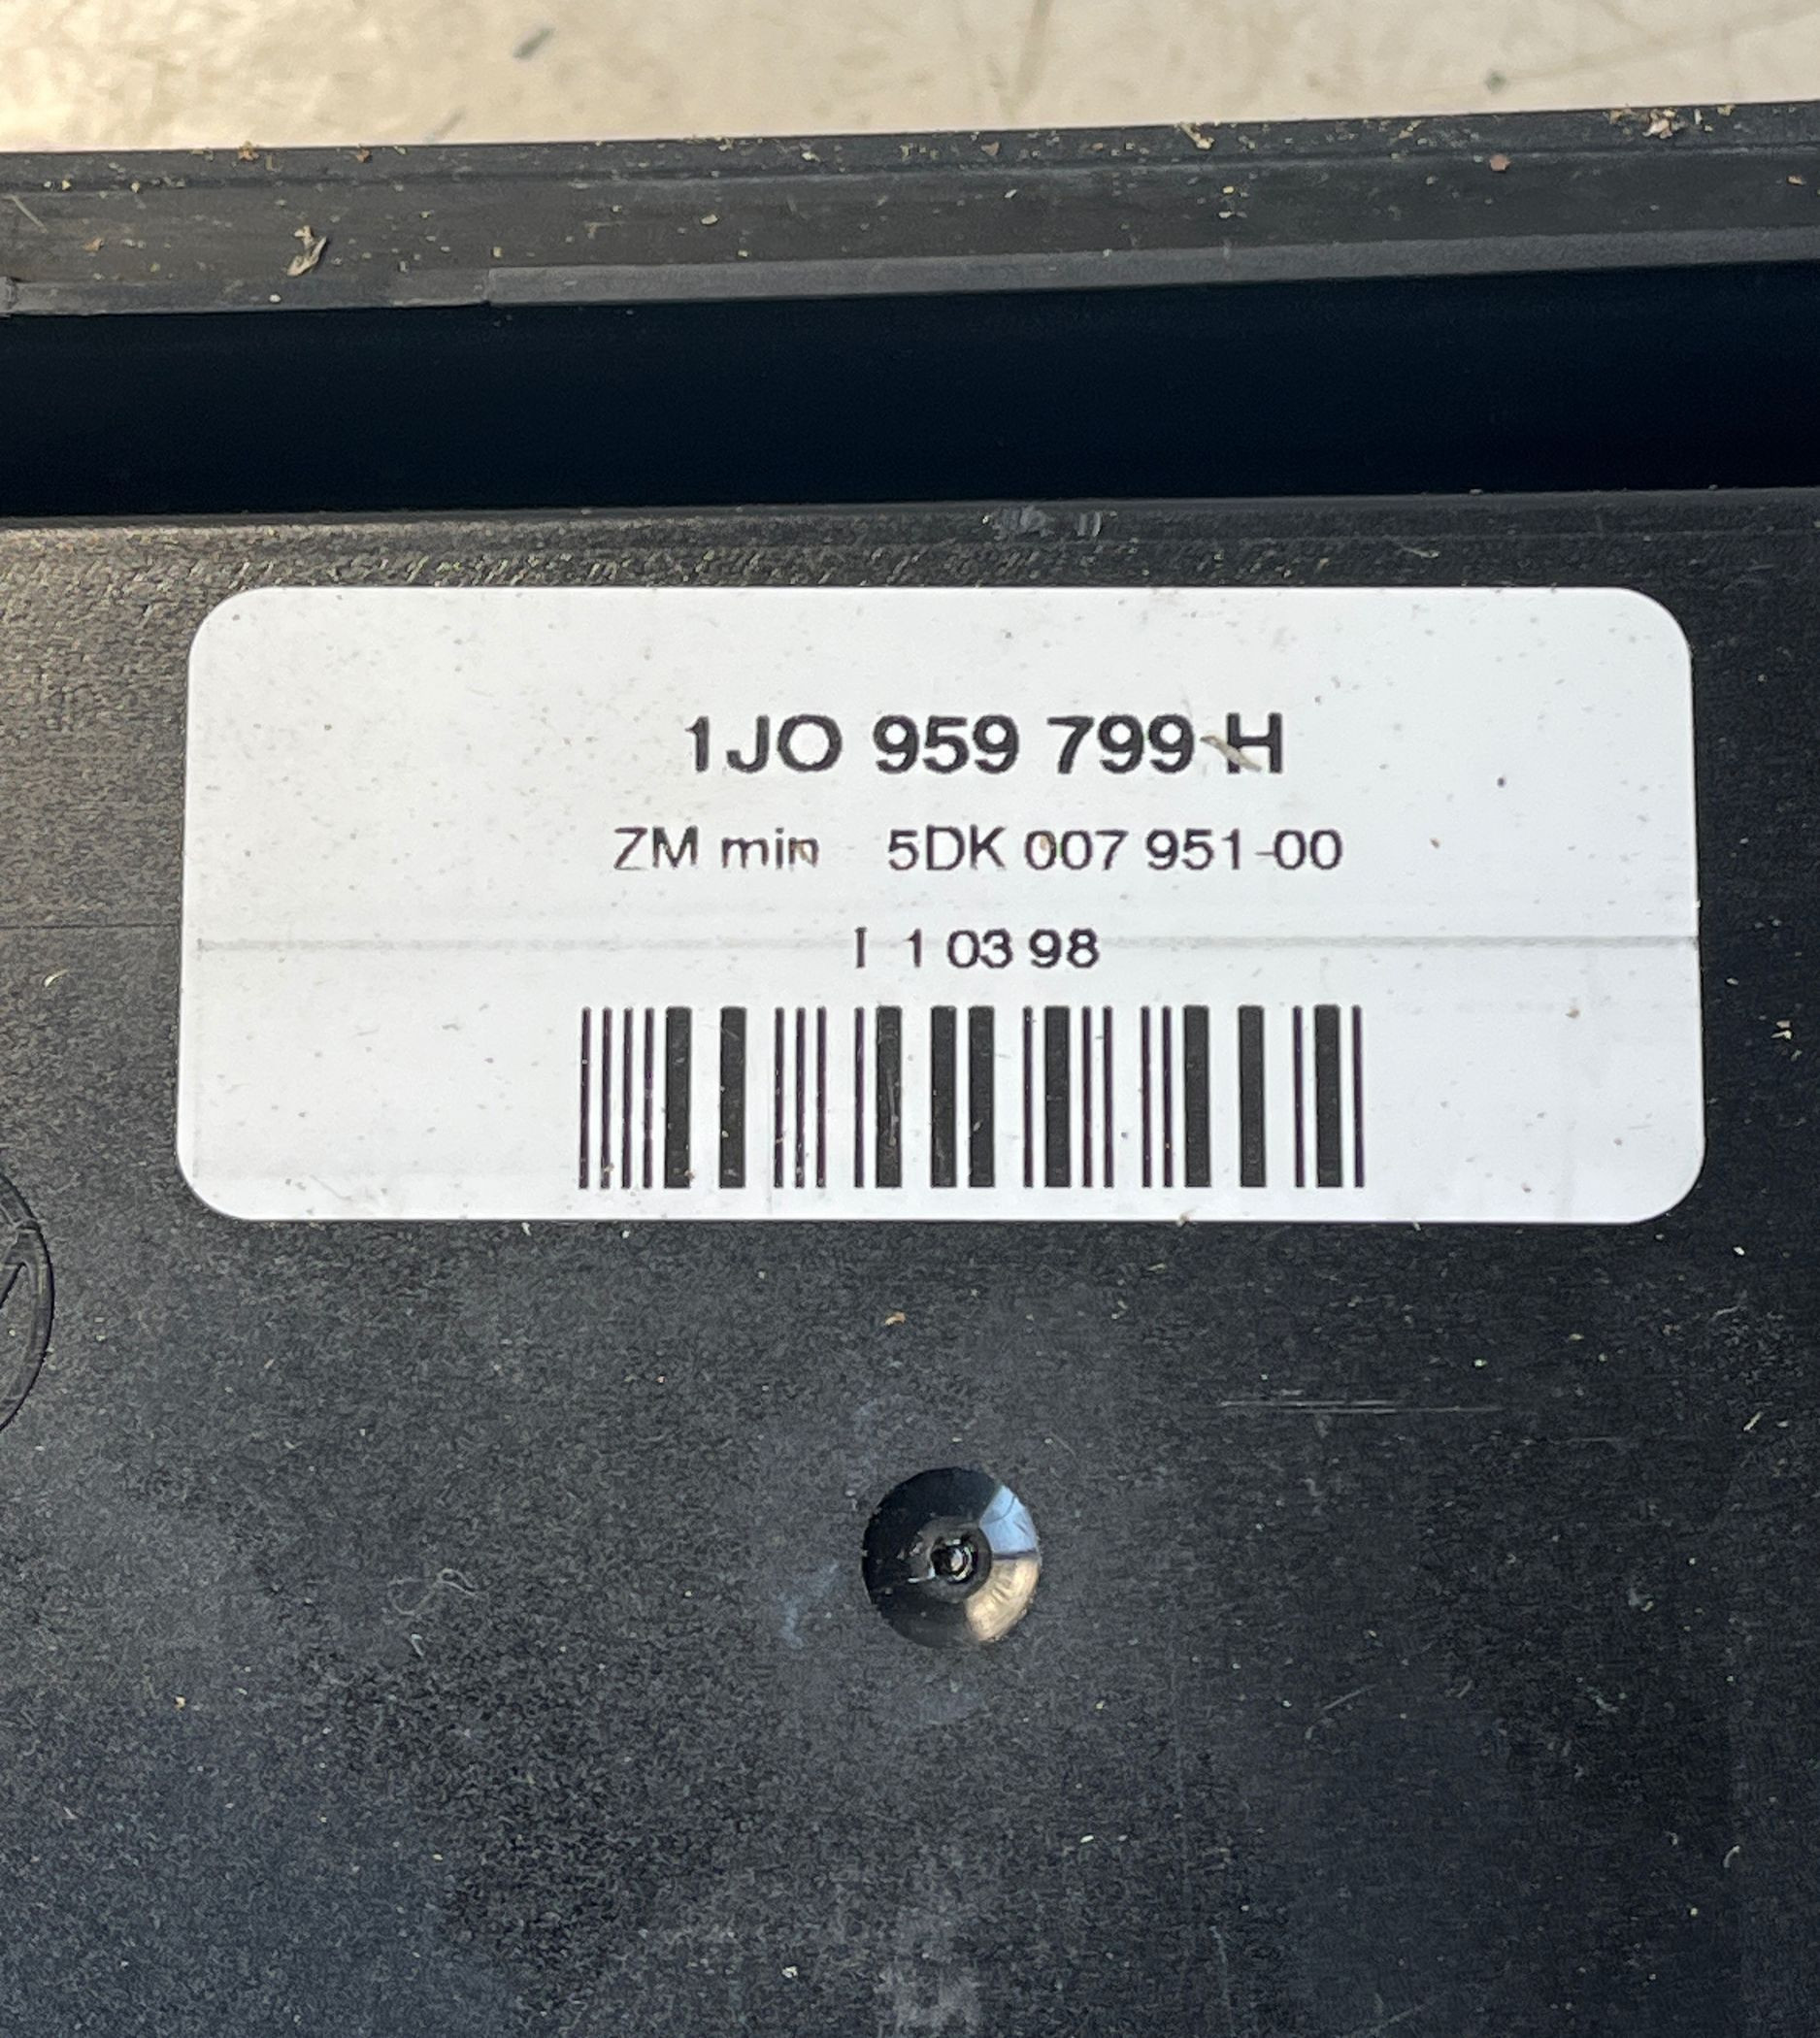 1JO 959 799 H
ZM min 5DK 007 951-00
I 1 03 98